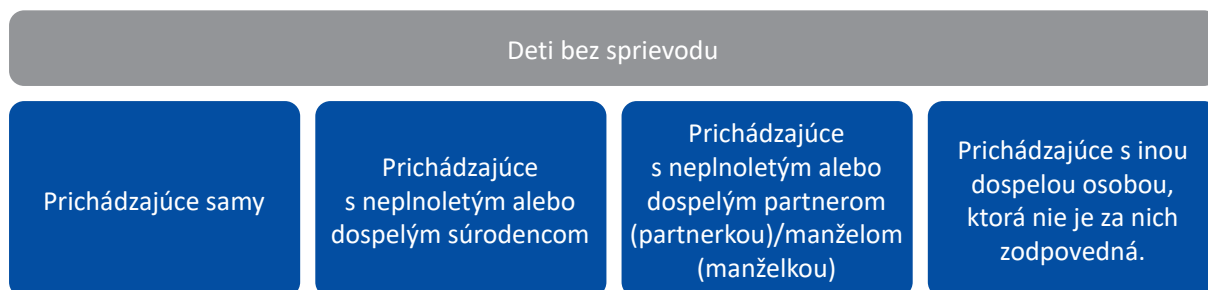 Deti bez sprievodu
Prichádzajúce samy
Prichádzajúce
s neplnoletým alebo
dospelým súrodencom
Prichádzajúce
s neplnoletým alebo
dospelým partnerom
(partnerkou)/manželom
(manželkou)
Prichádzajúce s inou
dospelou osobou,
ktorá nie je za nich
zodpovedná.